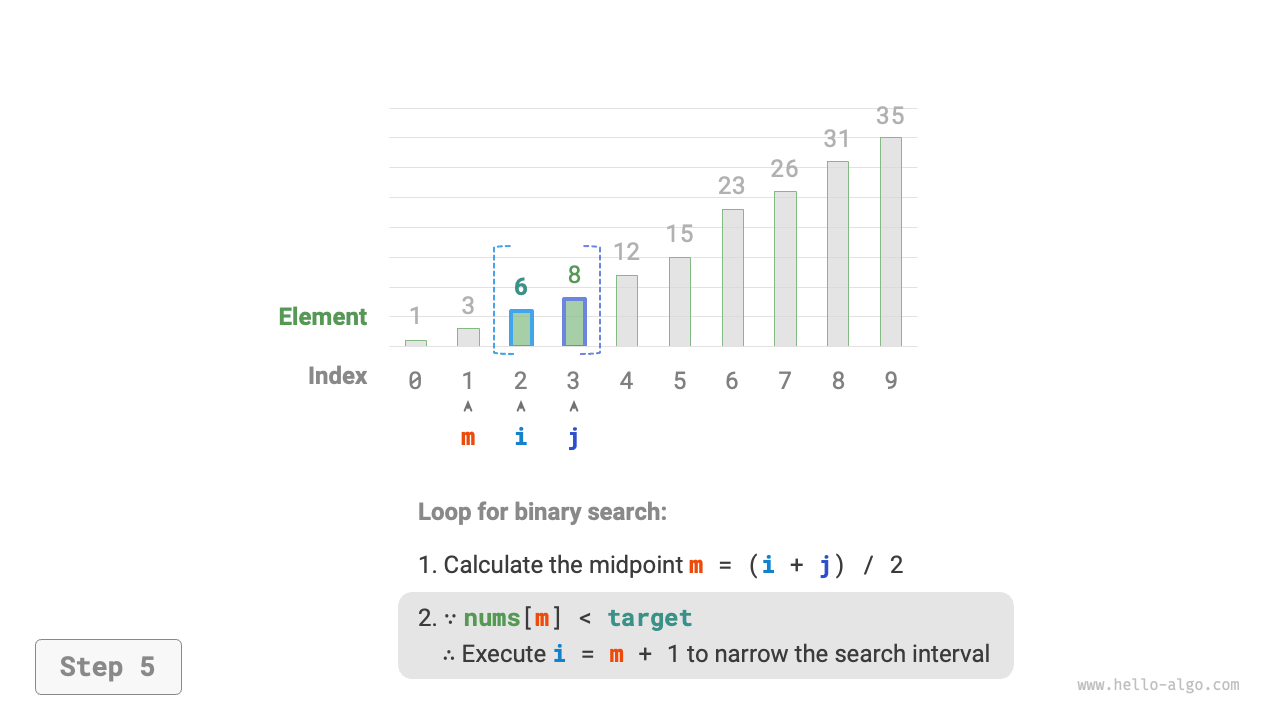 35
31
26
23
15
12
8
6
3
1
Element
Index 0 1 2 3 4 5 6 7 8 9
m i j
Loop for binary search:
1. Calculate the midpoint m = (i + j) / 2
2. ∵ nums[m] < target
∴ Execute i = m + 1 to narrow the search interval
Step 5
www.hello-algo.com